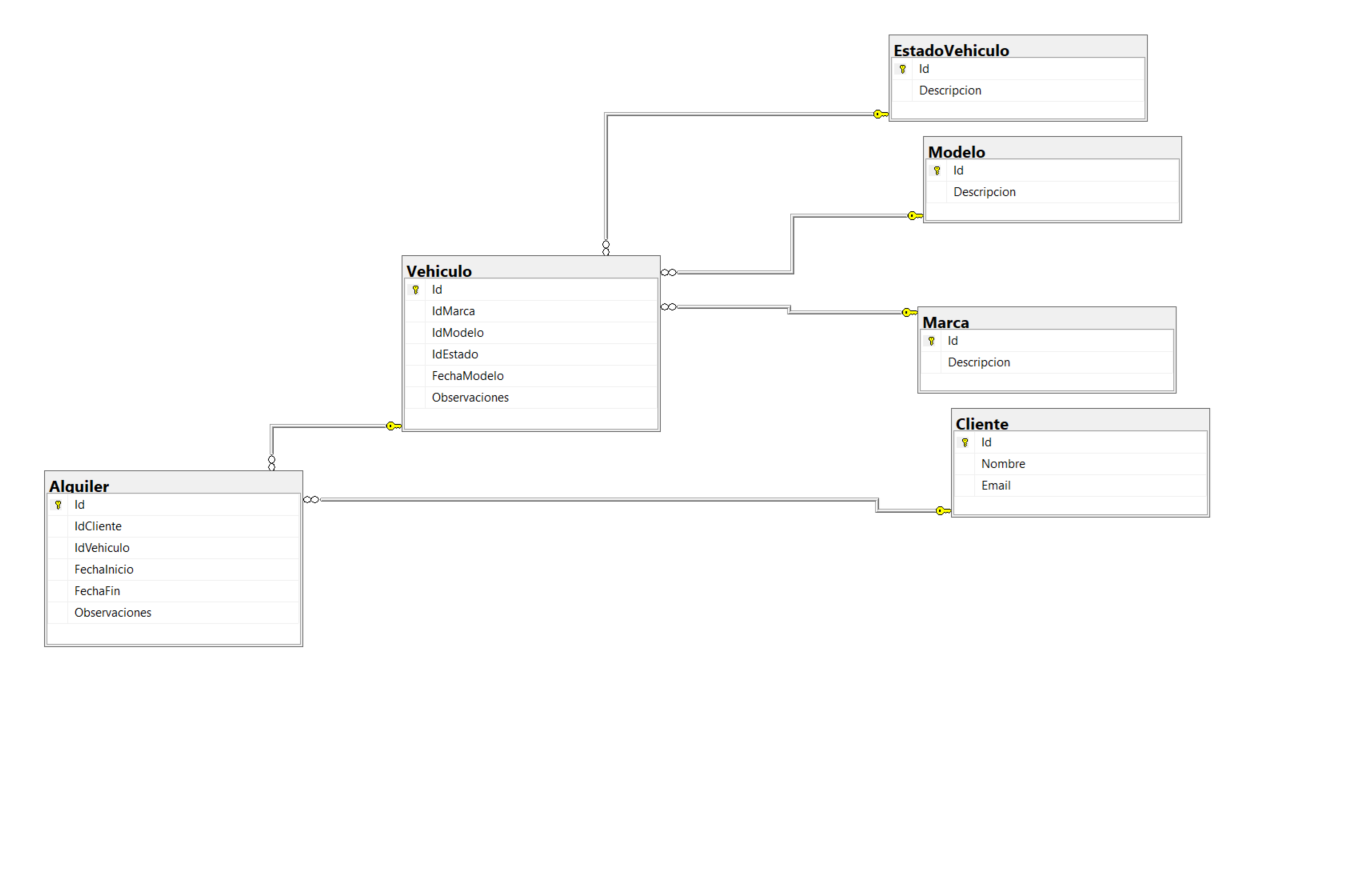 EstadoVehiculo
Id
Descripcion
Modelo
Id
Descripcion
Vehiculo
Id
IdMarca
IdModelo
IdEstado
FechaModelo
Observaciones
Marca
Id
Descripcion
Cliente
Id
Nombre
Email
Alquiler
Id
IdCliente
IdVehiculo
FechaInicio
FechaFin
Observaciones